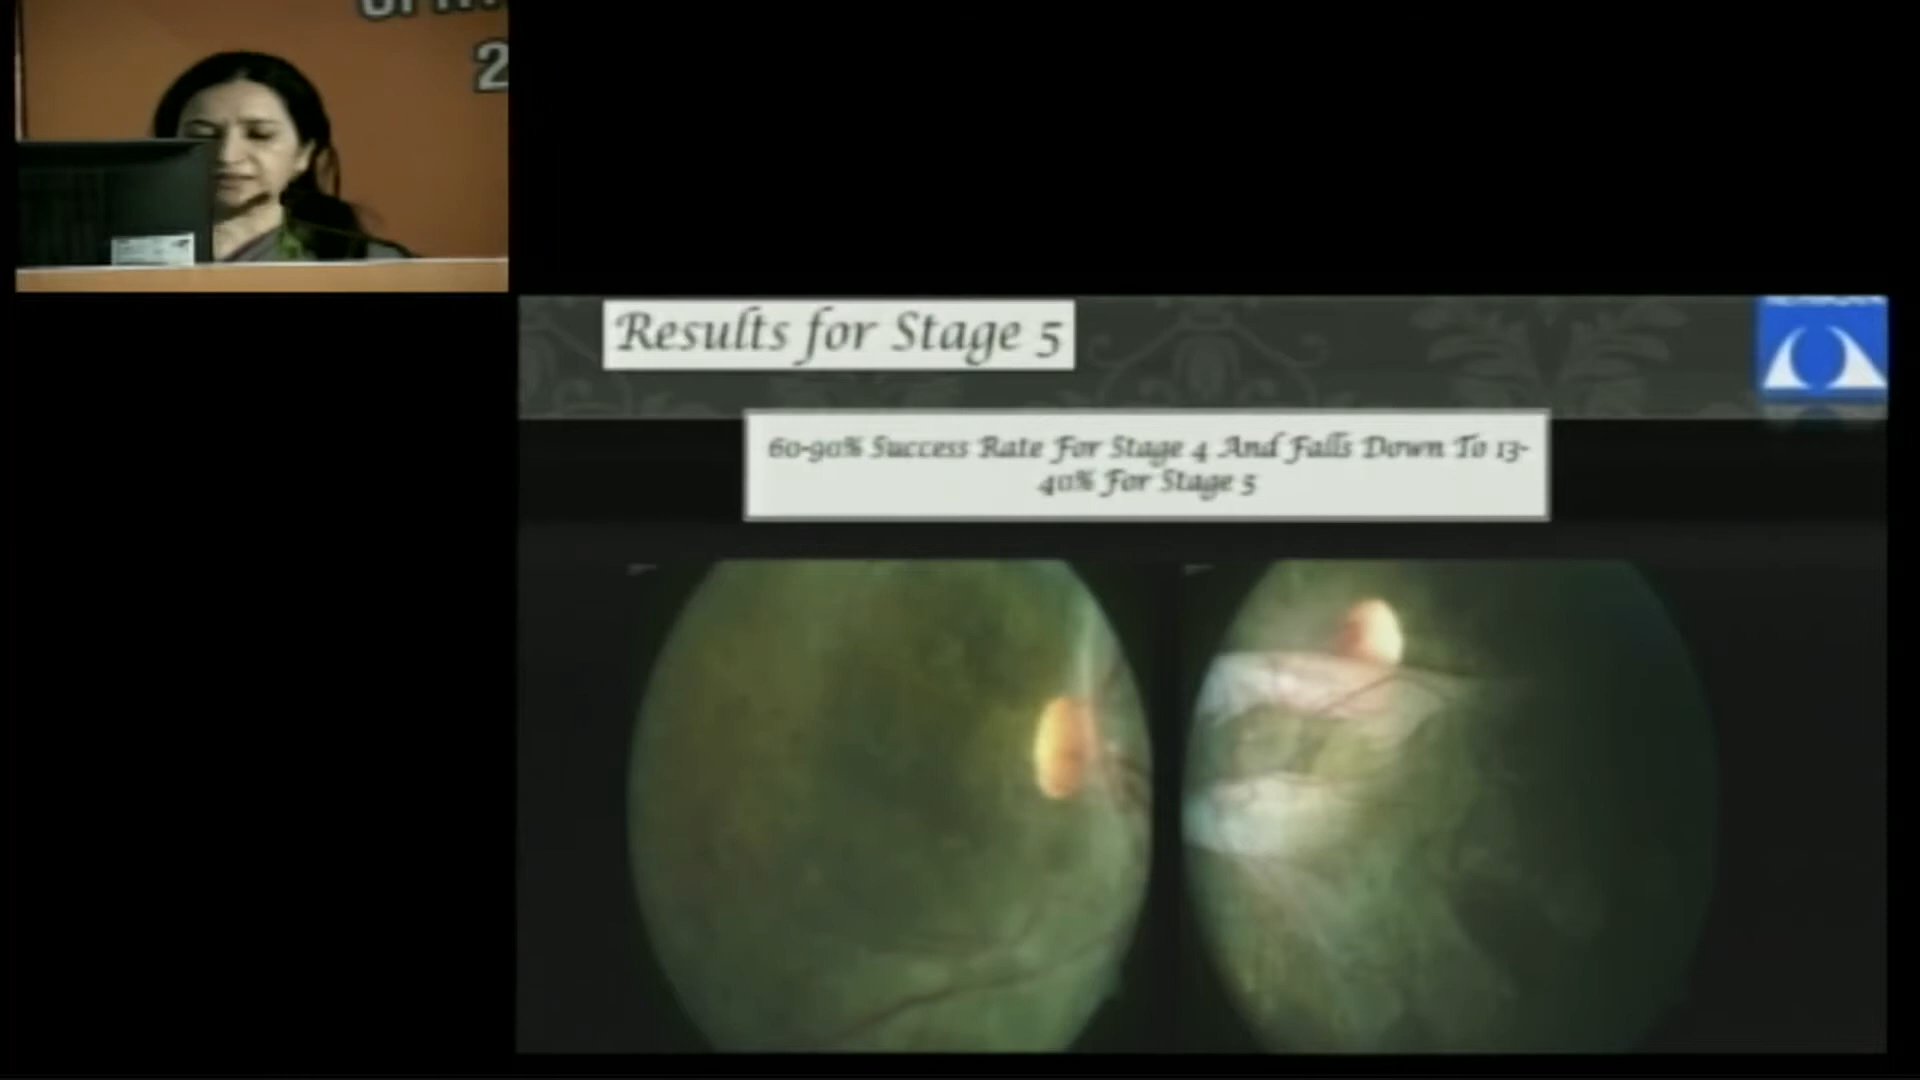 2
Results for Stage 5
60-90% Success Rate For Stage 4 And Falls Down To 13-
40% For Stage 5